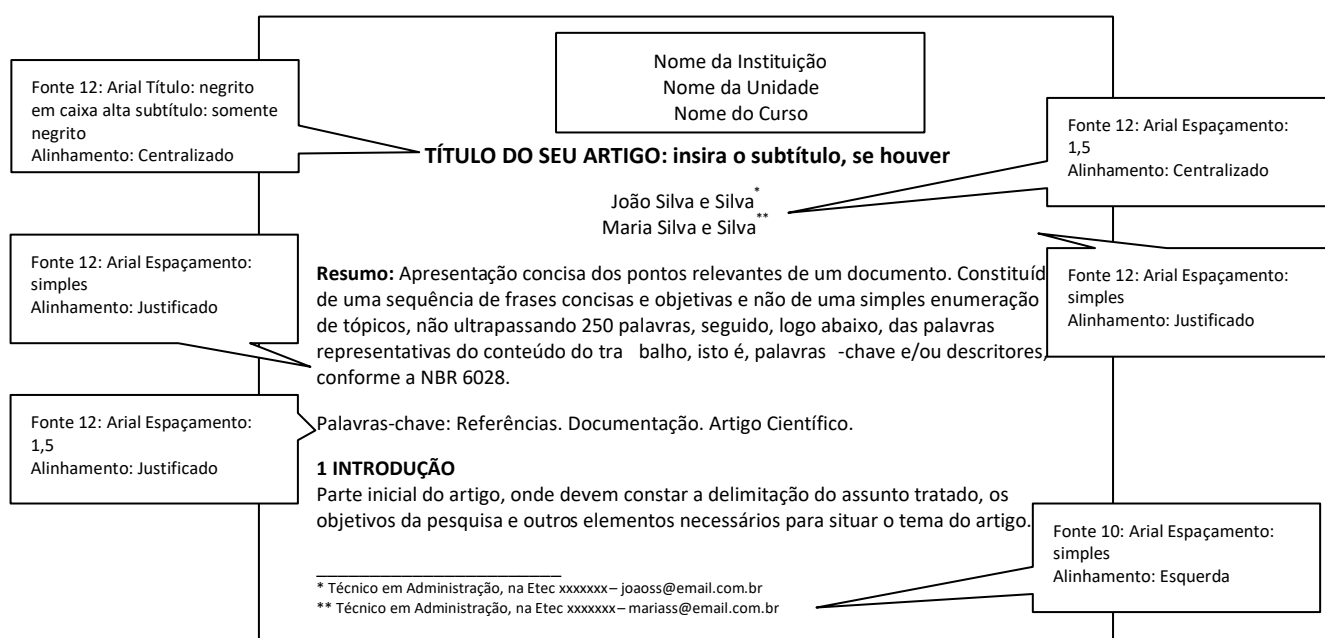 Nome da Instituição
Nome da Unidade
Nome do Curso
Fonte 12: Arial Título: negrito
em caixa alta subtítulo: somente
negrito
Alinhamento: Centralizado
TÍTULO DO SEU ARTIGO: insira o subtítulo, se houver
Fonte 12: Arial Espaçamento:
1,5
Alinhamento: Centralizado
João Silva e Silva*
Maria Silva e Silva**
Fonte 12: Arial Espaçamento:
simples
Alinhamento: Justificado
Resumo: Apresentação concisa dos pontos relevantes de um documento. Constituíd
de uma sequência de frases concisas e objetivas e não de uma simples enumeração
de tópicos, não ultrapassando 250 palavras, seguido, logo abaixo, das palavras
representativas do conteúdo do tra balho, isto é, palavras -chave e/ou descritores,
conforme a NBR 6028.
Fonte 12: Arial Espaçamento:
simples
Alinhamento: Justificado
Fonte 12: Arial Espaçamento:
1,5
Alinhamento: Justificado
Palavras-chave: Referências. Documentação. Artigo Científico.
1 INTRODUÇÃO
Parte inicial do artigo, onde devem constar a delimitação do assunto tratado, os
objetivos da pesquisa e outros elementos necessários para situar o tema do artigo.
Fonte 10: Arial Espaçamento:
simples
Alinhamento: Esquerda
* Técnico em Administração, na Etec xxxxxxx – joaoss@email.com.br
** Técnico em Administração, na Etec xxxxxxx – mariass@email.com.br